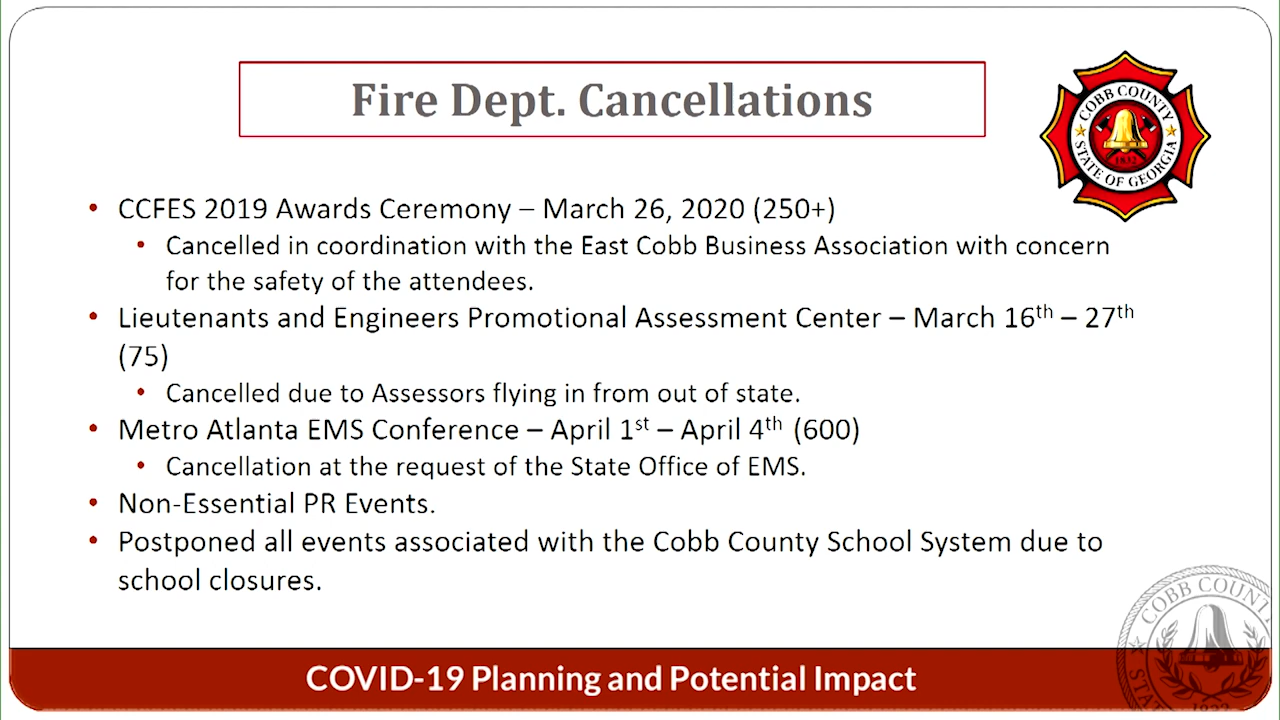 Fire Dept. Cancellations
COBB COUNTY
1832
STATE OF GEORGIA
• CCFES 2019 Awards Ceremony – March 26, 2020 (250+)
• Cancelled in coordination with the East Cobb Business Association with concern
for the safety of the attendees.
• Lieutenants and Engineers Promotional Assessment Center – March 16th – 27th
(75)
• Cancelled due to Assessors flying in from out of state.
• Metro Atlanta EMS Conference – April 1st – April 4th (600)
• Cancellation at the request of the State Office of EMS.
• Non-Essential PR Events.
• Postponed all events associated with the Cobb County School System due to
school closures.
COBB COUNT
STAT
1832
COVID-19 Planning and Potential Impact